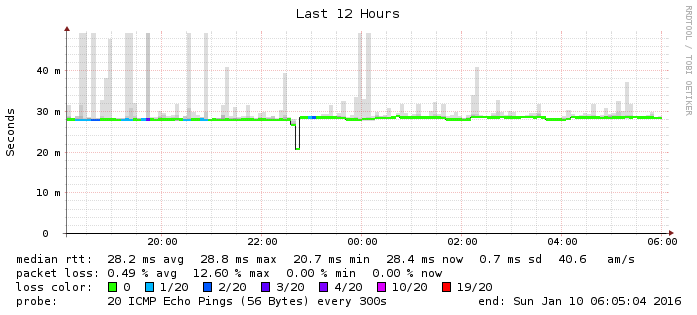 Last 12 Hours
RRDTOOL / TOBI OETIKER
Seconds
40 m
30 m
20 m
10 m
0
20:00 22:00 00:00 02:00 04:00 06:00
median rtt: 28.2 ms avg 28.8 ms max 20.7 ms min 28.4 ms now 0.7 ms sd 40.6 am/s
packet loss: 0.49 % avg 12.60 % max 0.00 % min 0.00 % now
loss color: 0 1/20 2/20 3/20 4/20 10/20 19/20
probe: 20 ICMP Echo Pings (56 Bytes) every 300s end: Sun Jan 10 06:05:04 2016